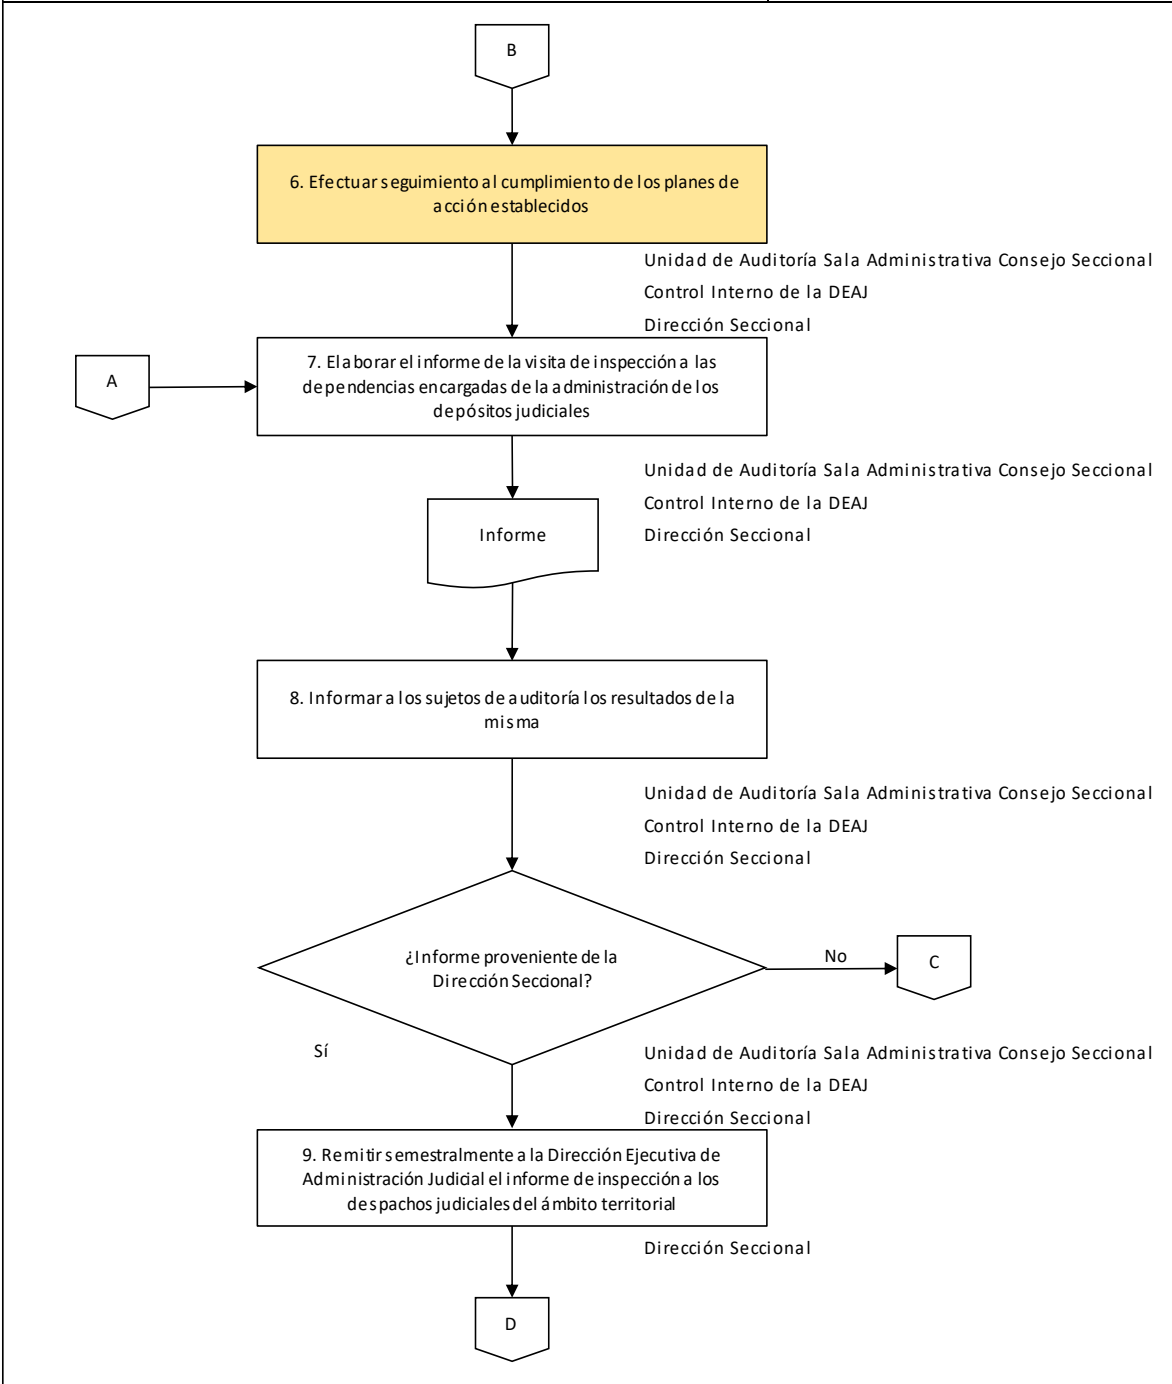 B
6. Efectuar seguimiento al cumplimiento de los planes de
acción establecidos
Unidad de Auditoría Sala Administrativa Consejo Seccional
Control Interno de la DEAJ
Dirección Seccional
A
7. Elaborar el informe de la visita de inspección a las
dependencias encargadas de la administración de los
depósitos judiciales
Unidad de Auditoría Sala Administrativa Consejo Seccional
Control Interno de la DEAJ
Dirección Seccional
Informe
8. Informar a los sujetos de auditoría los resultados de la
misma
Unidad de Auditoría Sala Administrativa Consejo Seccional
Control Interno de la DEAJ
Dirección Seccional
¿Informe proveniente de la
Dirección Seccional?
No
C
Sí
Unidad de Auditoría Sala Administrativa Consejo Seccional
Control Interno de la DEAJ
Dirección Seccional
9. Remitir semestralmente a la Dirección Ejecutiva de
Administración Judicial el informe de inspección a los
despachos judiciales del ámbito territorial
Dirección Seccional
D